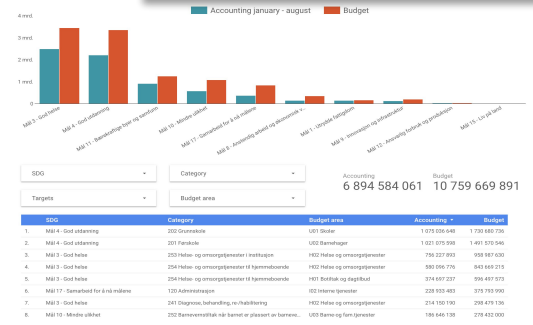 Accounting january - august Budget
4 mrd.
3 mrd.
2 mrd.
1 mrd.
0
Mål 3 - God helse
Mål 4 - God utdanning
Mål 11 - Bærekraftige byer og samfunn
Mål 10 - Mindre ulikhet
Mål 17 - Samarbeid for å nå målene
Mål 8 - Anstendig arbeid og økonomisk v...
Mål 1 - Utrydde fattigdom
Mål 9 - Innovasjon og infrastruktur
Mål 12 - Ansvarlig forbruk og produksjon
Mål 15 - Liv på land
SDG Category Accounting Budget
6 894 584 061 10 759 669 891
Targets Budget area
SDG Category Budget area Accounting Budget
1. Mål 4 - God utdanning 202 Grunnskole U01 Skoler 1 075 036 648 1 730 680 736
2. Mål 4 - God utdanning 201 Førskole U02 Barnehager 1 021 075 598 1 491 570 546
3. Mål 3 - God helse 253 Helse- og omsorgstjenester i institusjon H02 Helse og omsorgstjenester 756 227 893 958 987 630
4. Mål 3 - God helse 254 Helse- og omsorgstjenester til hjemmeboende H02 Helse og omsorgstjenester 580 096 776 843 669 215
5. Mål 3 - God helse 254 Helse- og omsorgstjenester til hjemmeboende H01 Botiltak og dagtilbud 374 697 237 596 497 573
6. Mål 17 - Samarbeid for å nå målene 120 Administrasjon I02 Interne tjenester 228 933 483 375 793 990
7. Mål 3 - God helse 241 Diagnose, behandling, re-/habilitering H02 Helse og omsorgstjenester 214 150 190 298 479 136
8. Mål 10 - Mindre ulikhet 252 Barneverntiltak når barnet er plassert av barneve... U03 Barne og fam.tjenester 186 646 138 278 432 000